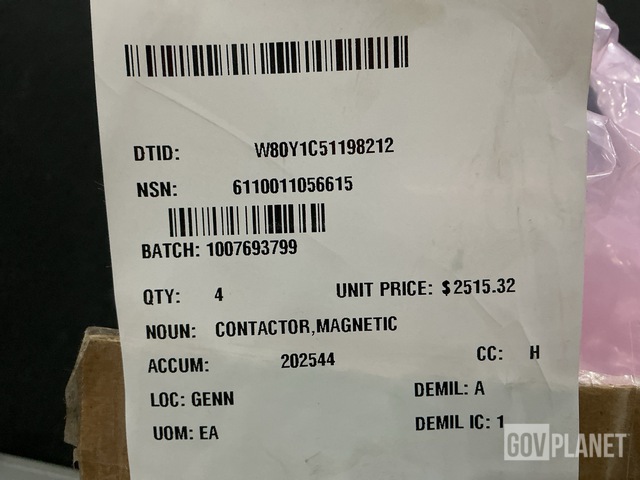 DTID: W80Y1C51198212
NSN: 6110011056615
BATCH: 1007693799
QTY: 4 UNIT PRICE: $2515.32
NOUN: CONTACTOR,MAGNETIC
ACCUM: 202544 CC: H
LOC: GENN DEMIL: A
UOM: EA DEMIL IC: 1
GOVPLANET